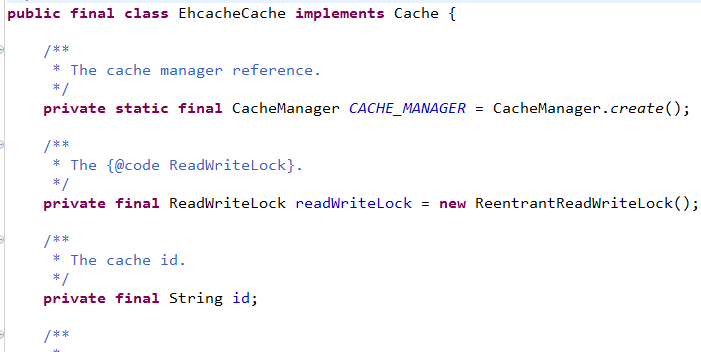 public final class EhcacheCache implements Cache {
/**
* The cache manager reference.
*/
private static final CacheManager CACHE_MANAGER = CacheManager.create();
/**
* The {@code ReadWriteLock}.
*/
private final ReadWriteLock readWriteLock = new ReentrantReadWriteLock();
/**
* The cache id.
*/
private final String id;
/**
*